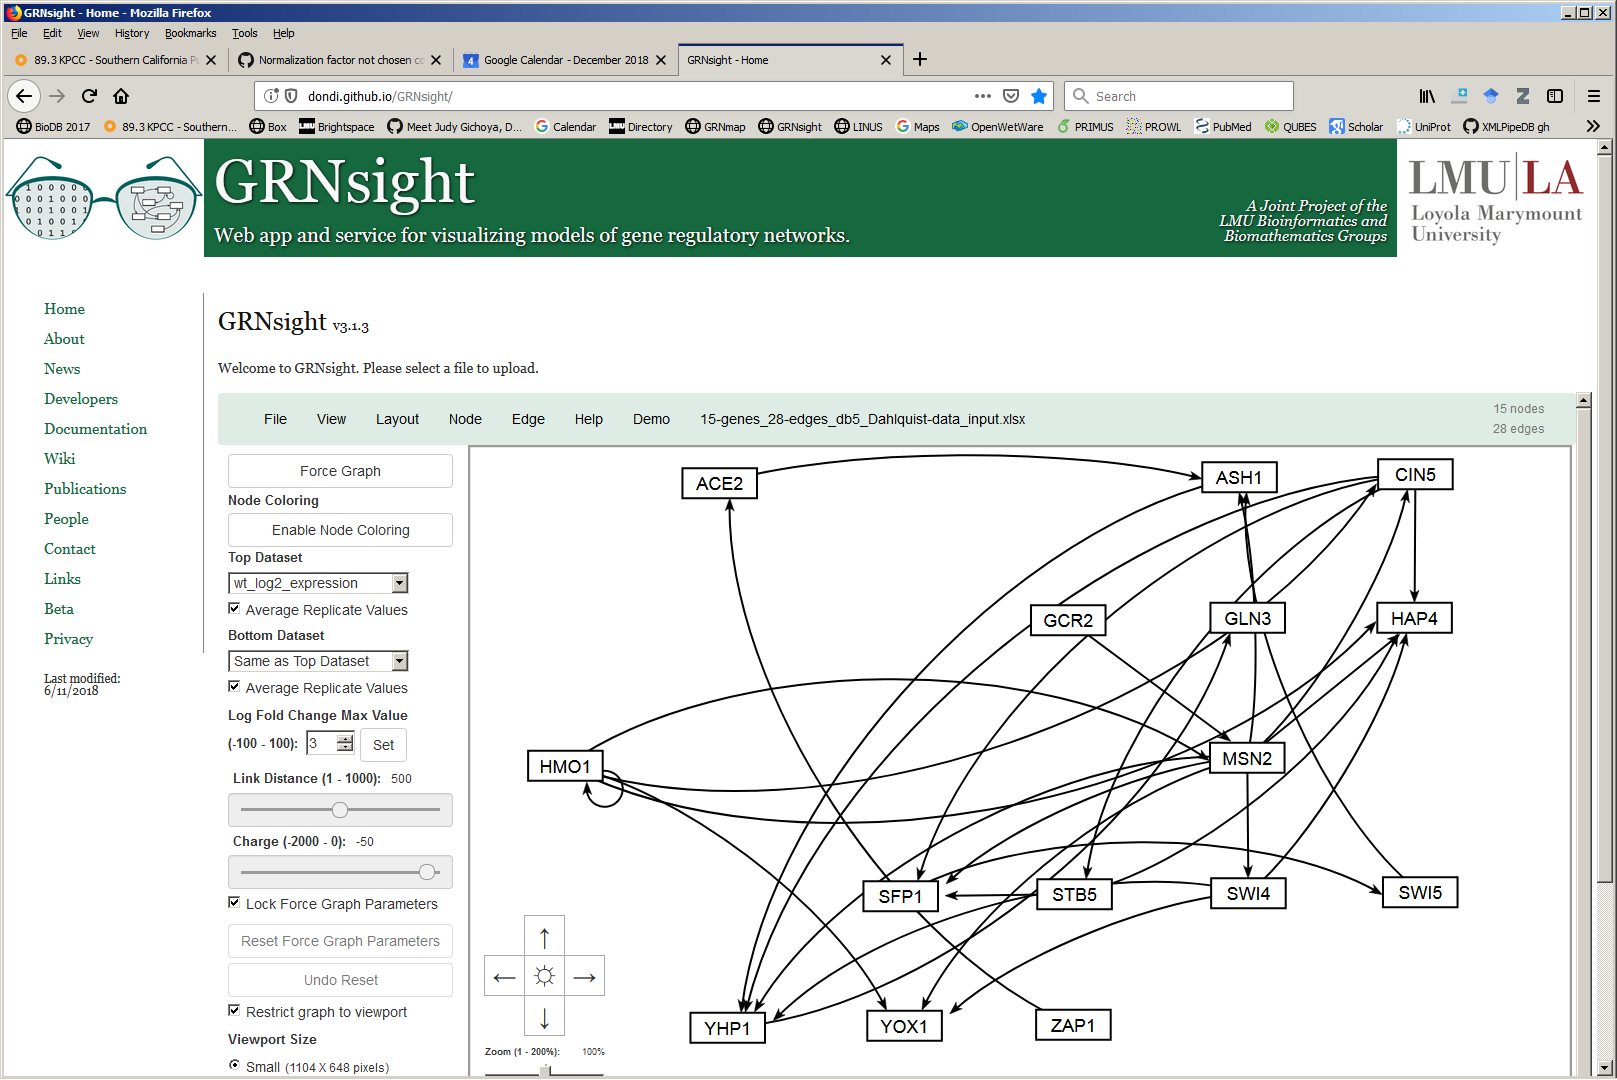 GRNsight - Home - Mozilla Firefox
File Edit View History Bookmarks Tools Help
89.3 KPCC - Southern California Normalization factor not chosen Google Calendar - December 2018 GRNsight - Home
dondi.github.io/GRNsight/ Search
BioDB 2017 89.3 KPCC - Southern... Box Brightspace Meet Judy Gichoya, D... Calendar Directory GRNmap GRNsight LINUS Maps OpenWetWare PRIMUS PROWL PubMed QUBES Scholar UniProt XMLPipeDB gh
GRNsight
Web app and service for visualizing models of gene regulatory networks.
A Joint Project of the
LMU Bioinformatics and
Biomathematics Groups
LMU|LA
Loyola Marymount
University
Home
About
News
Developers
Documentation
Wiki
Publications
People
Contact
Links
Beta
Privacy
Last modified:
6/11/2018
GRNsight v3.1.3
Welcome to GRNsight. Please select a file to upload.
File View Layout Node Edge Help Demo 15-genes_28-edges_db5_Dahlquist-data_input.xlsx
15 nodes
28 edges
Force Graph
Node Coloring
Enable Node Coloring
Top Dataset
wt_log2_expression
Average Replicate Values
Bottom Dataset
Same as Top Dataset
Average Replicate Values
Log Fold Change Max Value
(-100 - 100): 3 Set
Link Distance (1 - 1000): 500
Charge (-2000 - 0): -50
Lock Force Graph Parameters
Reset Force Graph Parameters
Undo Reset
Restrict graph to viewport
Viewport Size
Small (1104 X 648 pixels)
ACE2 ASH1 CIN5
GCR2 GLN3 HAP4
HMO1 MSN2
SFP1 STB5 SWI4 SWI5
YHP1 YOX1 ZAP1
Zoom (1 - 200%): 100%